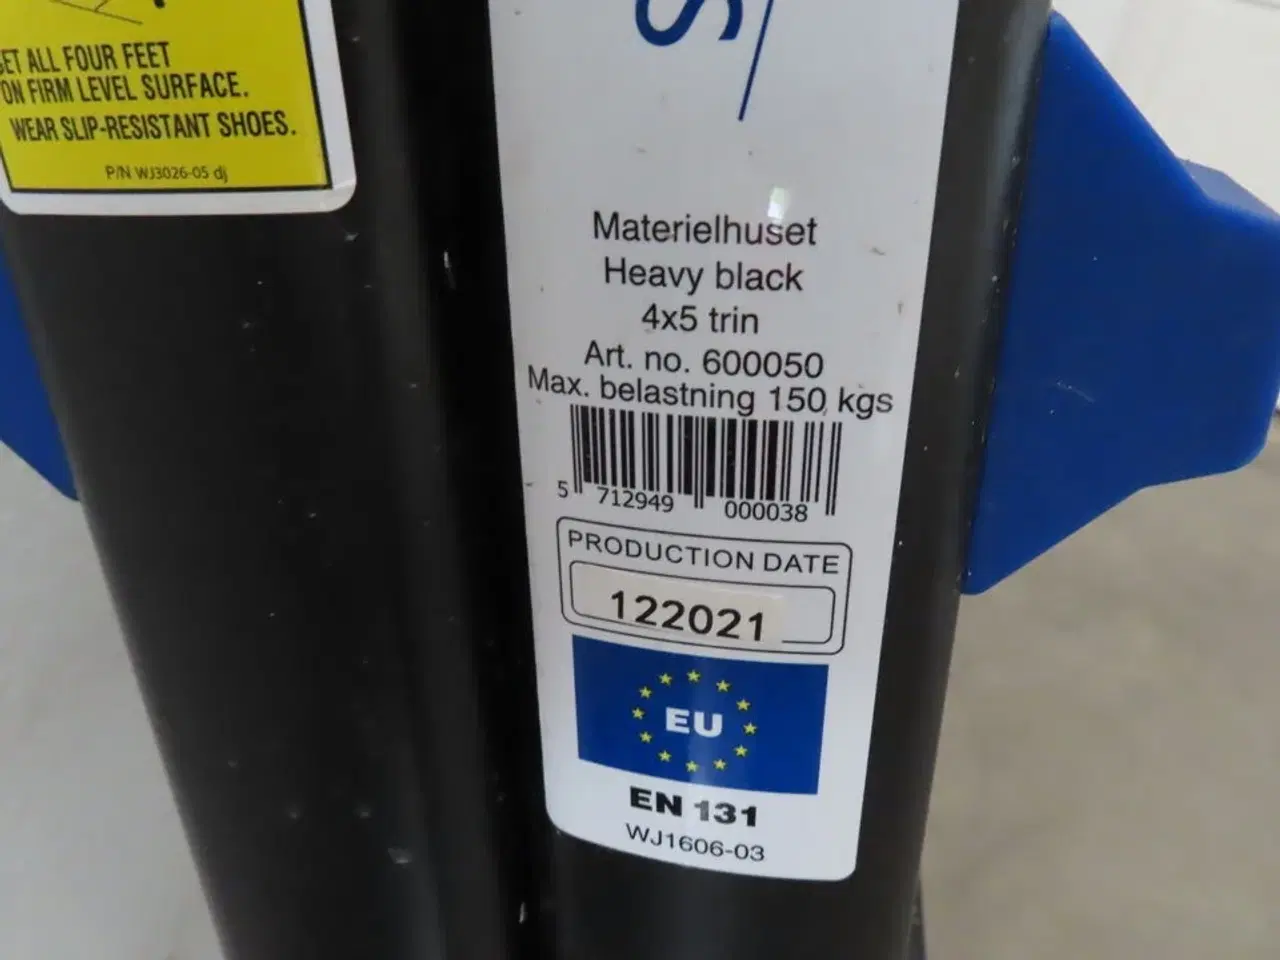 ET ALL FOUR FEET
ON FIRM LEVEL SURFACE.
WEAR SLIP-RESISTANT SHOES.
P/N WJ3026-05 dj
S
Materielhuset
Heavy black
4x5 trin
Art. no. 600050
Max. belastning 150 kgs
5 712949 000038
PRODUCTION DATE
122021
EU
EN 131
WJ1606-03